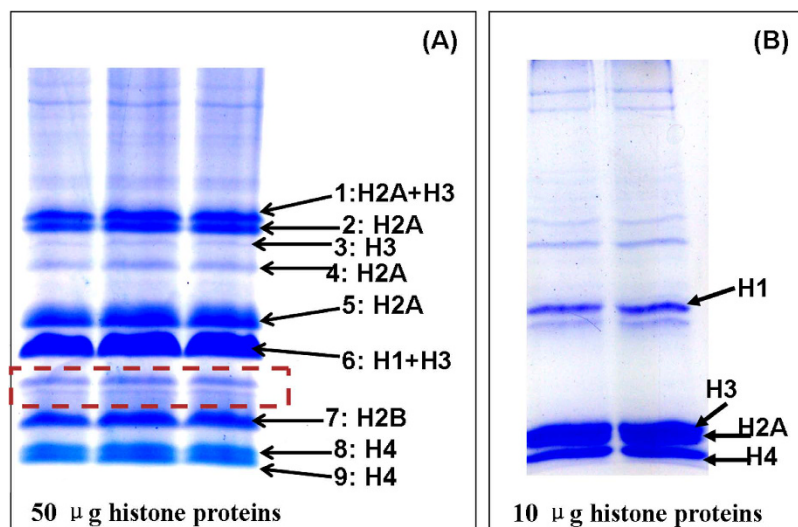 (A)
1:H2A+H3
2: H2A
3: H3
4: H2A
5: H2A
6: H1+H3
7: H2B
8: H4
9: H4
50 μg histone proteins
(B)
H1
H3
H2A
H4
10 μg histone proteins